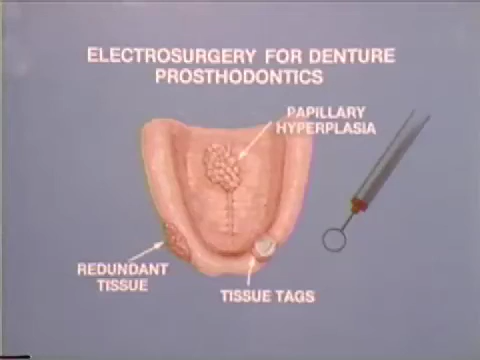 ELECTROSURGERY FOR DENTURE
PROSTHODONTICS
PAPILLARY
HYPERPLASIA
REDUNDANT
TISSUE
TISSUE TAGS